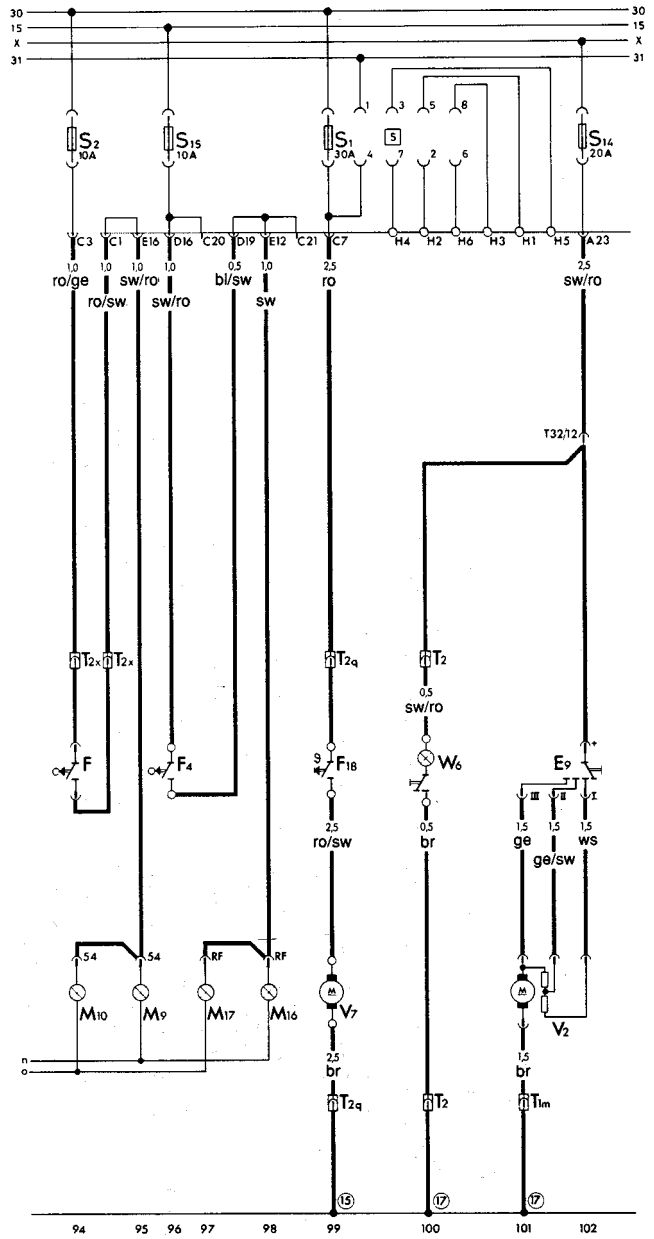 30 30
15 15
X X
31 31
1 3 5 8
S2 10A
S15 10A
S1 30A
4
5
7 2 6
S14 20A
C3 C1 E16 D16 C20 D19 E12 C21 C7 H4 H2 H6 H3 H1 H5 A23
1,0 1,0 1,0 1,0 0,5 1,0 2,5 2,5
ro/ge ro/sw sw/ro sw/ro bl/sw sw ro sw/ro
T32/12
T2x T2x T2q T2
0,5
sw/ro
F F4 F18 W6 E9 +
III II I
2,5 0,5 1,5 1,5 1,5
ro/sw br ge ge/sw ws
54 54 RF RF
M M
M10 M9 M17 M16 V7 V2
n
o
2,5 1,5
br br
T2q T2 T1m
15 17 17
94 95 96 97 98 99 100 101 102